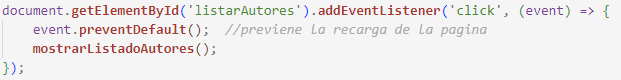 document.getElementById('listarAutores').addEventListener('click', (event) => {
    event.preventDefault();  //previene la recarga de la pagina
    mostrarListadoAutores();
});